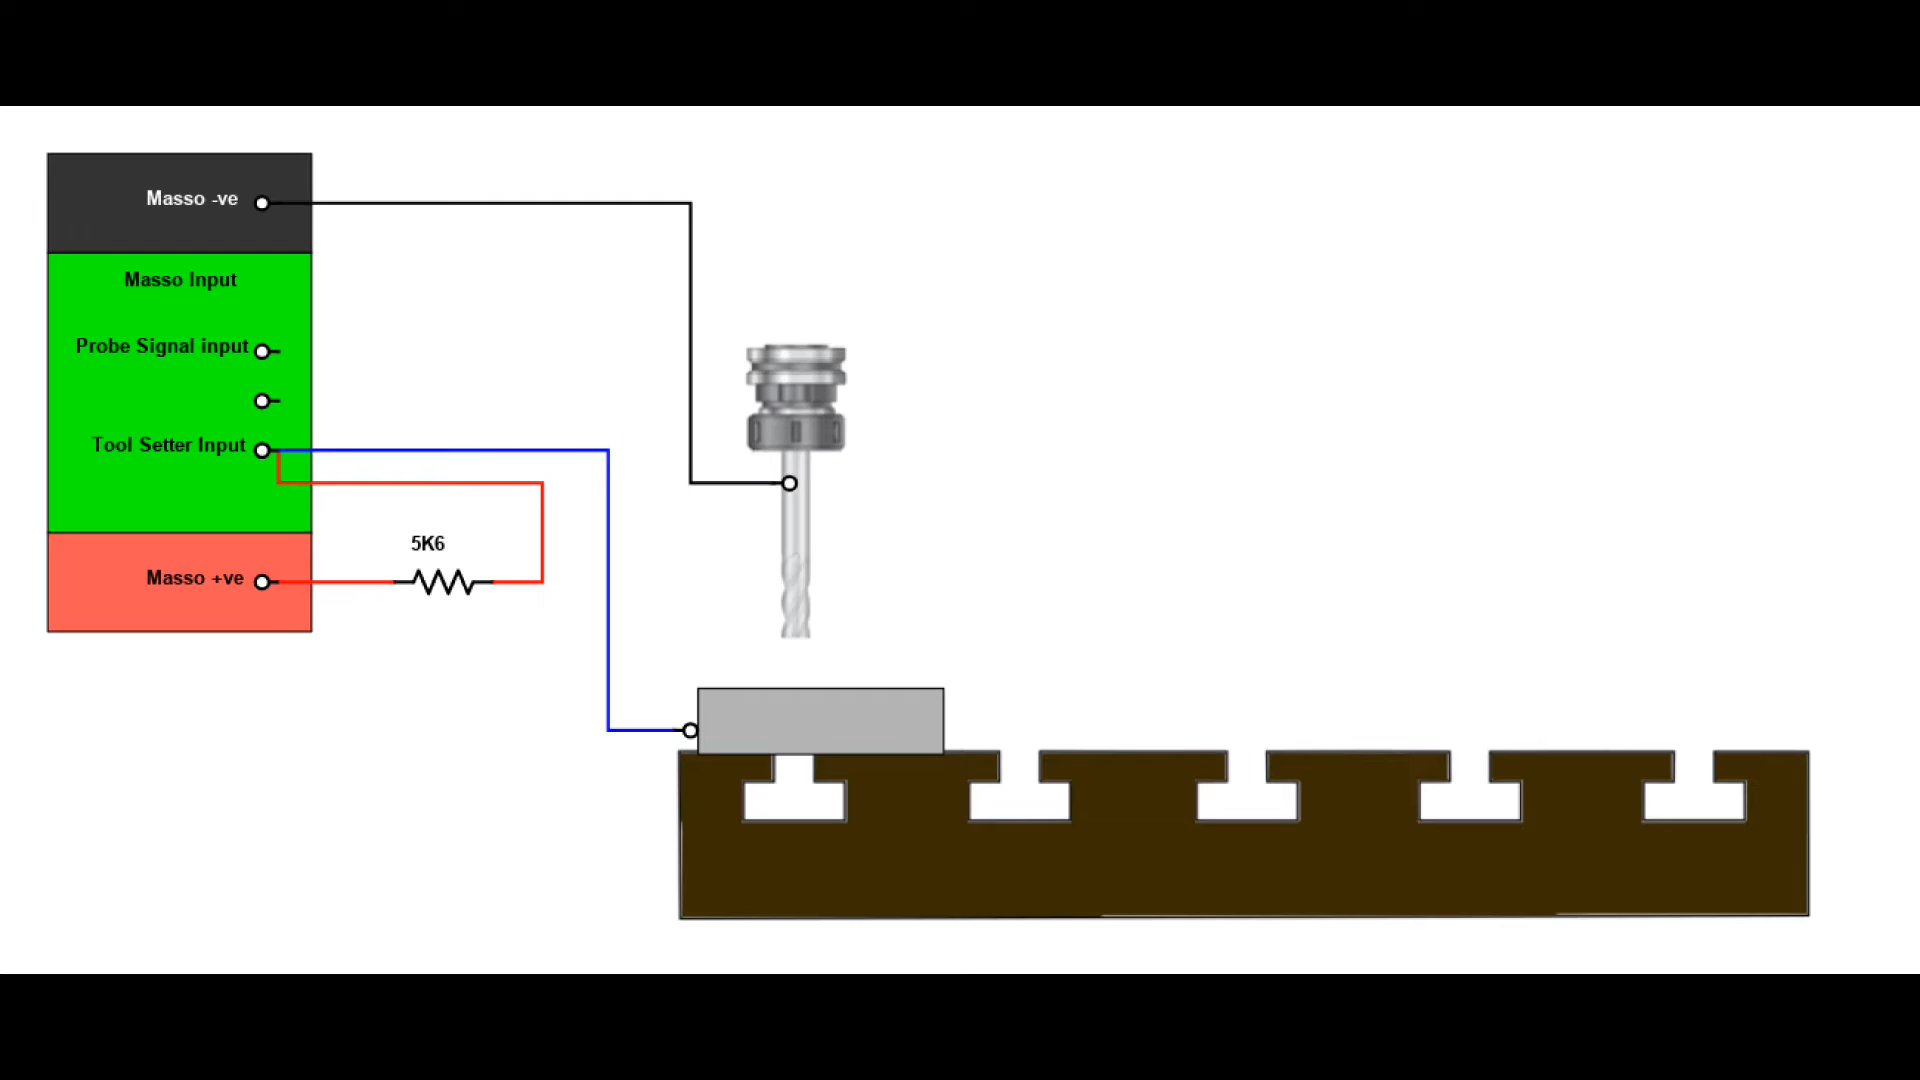 Masso -ve
Masso Input
Probe Signal input
Tool Setter Input
5K6
Masso +ve